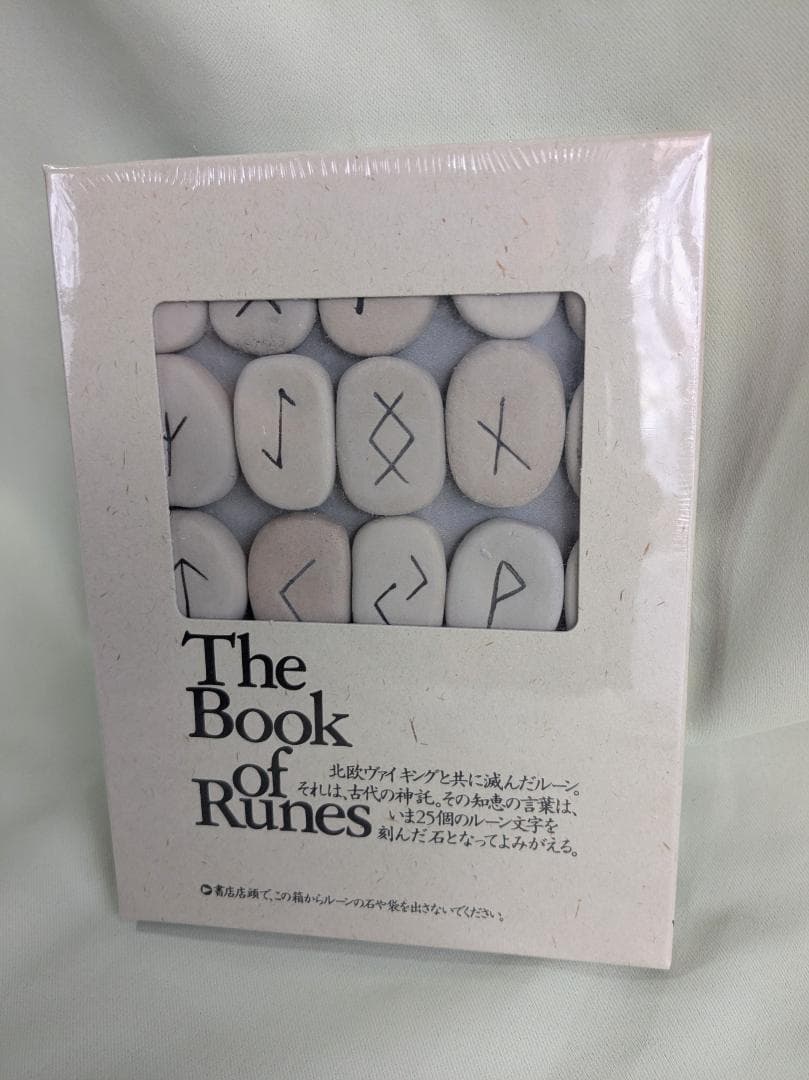 The
Book
of
Runes
北欧ヴァイキングと共に滅んだルーン。
それは、古代の神託。その知恵の言葉は、
いま25個のルーン文字を
刻んだ石となってよみがえる。
書店店頭で、この箱からルーンの石や袋を出さないでください。